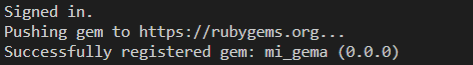 Signed in.
Pushing gem to https://rubygems.org...
Successfully registered gem: mi_gema (0.0.0)